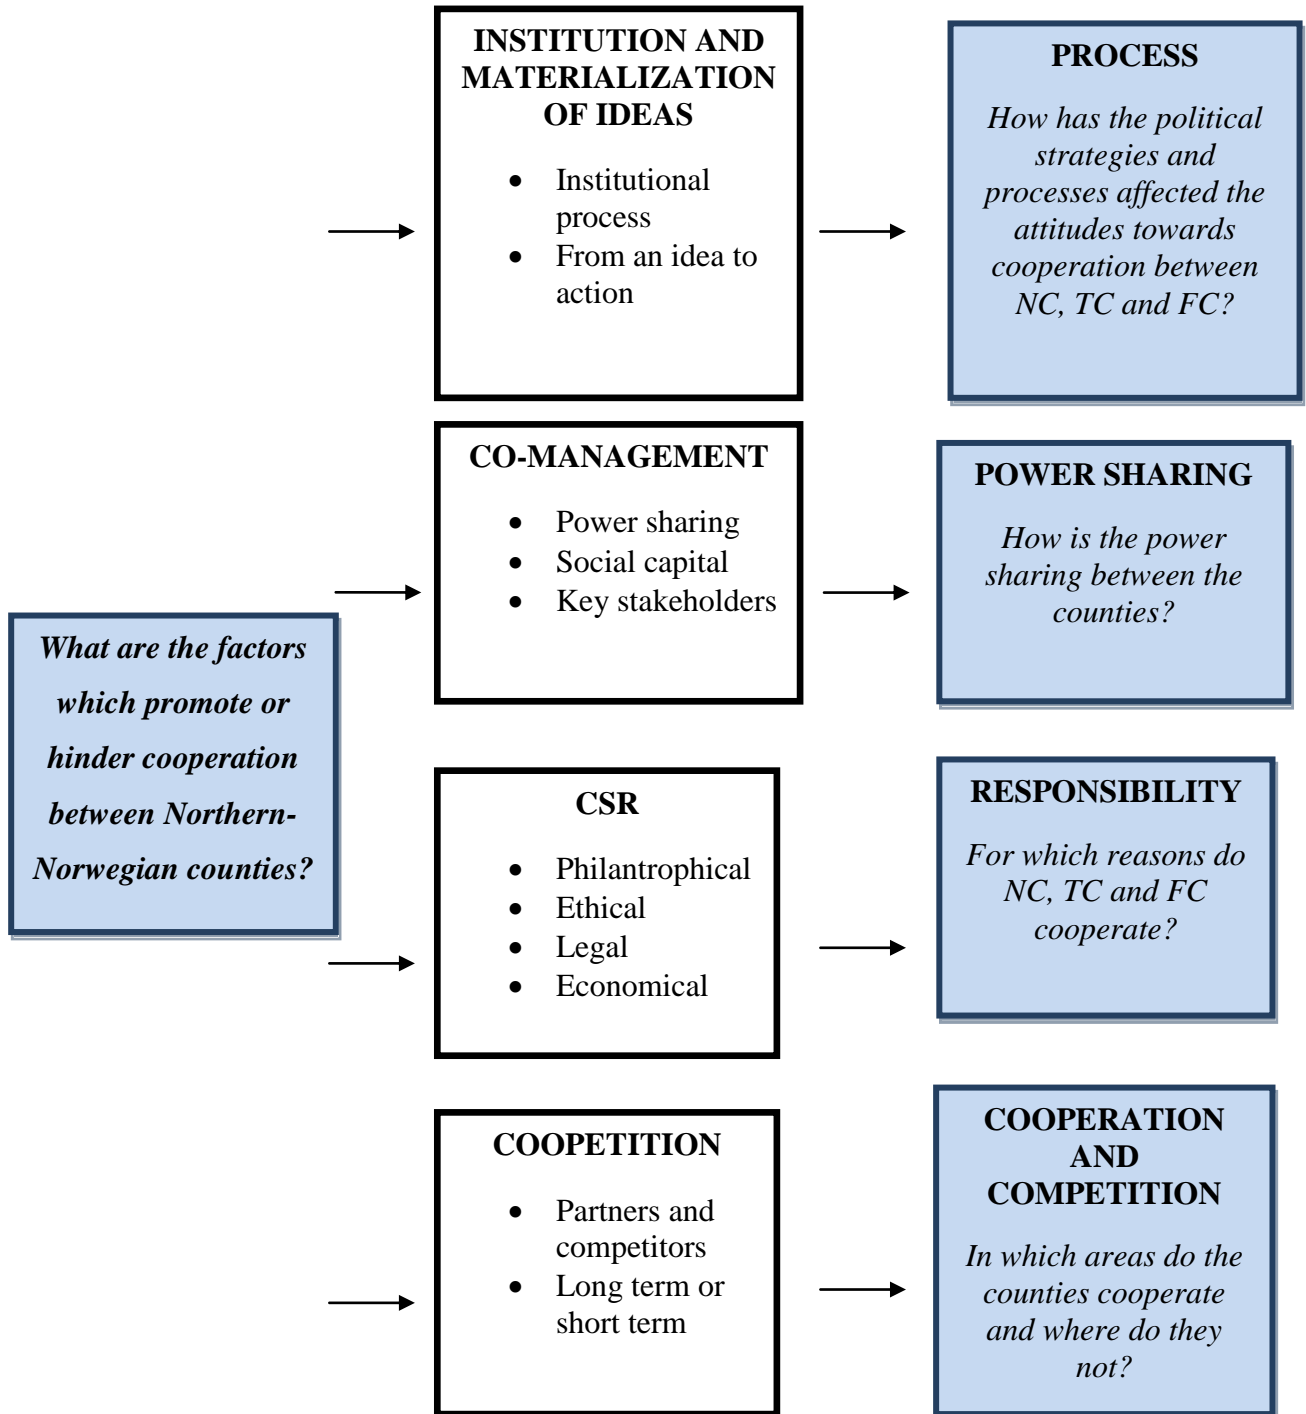 What are the factors
which promote or
hinder cooperation
between Northern-
Norwegian counties?
INSTITUTION AND
MATERIALIZATION
OF IDEAS
• Institutional
process
• From an idea to
action
PROCESS
How has the political
strategies and
processes affected the
attitudes towards
cooperation between
NC, TC and FC?
CO-MANAGEMENT
• Power sharing
• Social capital
• Key stakeholders
POWER SHARING
How is the power
sharing between the
counties?
CSR
• Philantrophical
• Ethical
• Legal
• Economical
RESPONSIBILITY
For which reasons do
NC, TC and FC
cooperate?
COOPETITION
• Partners and
competitors
• Long term or
short term
COOPERATION
AND
COMPETITION
In which areas do the
counties cooperate
and where do they
not?